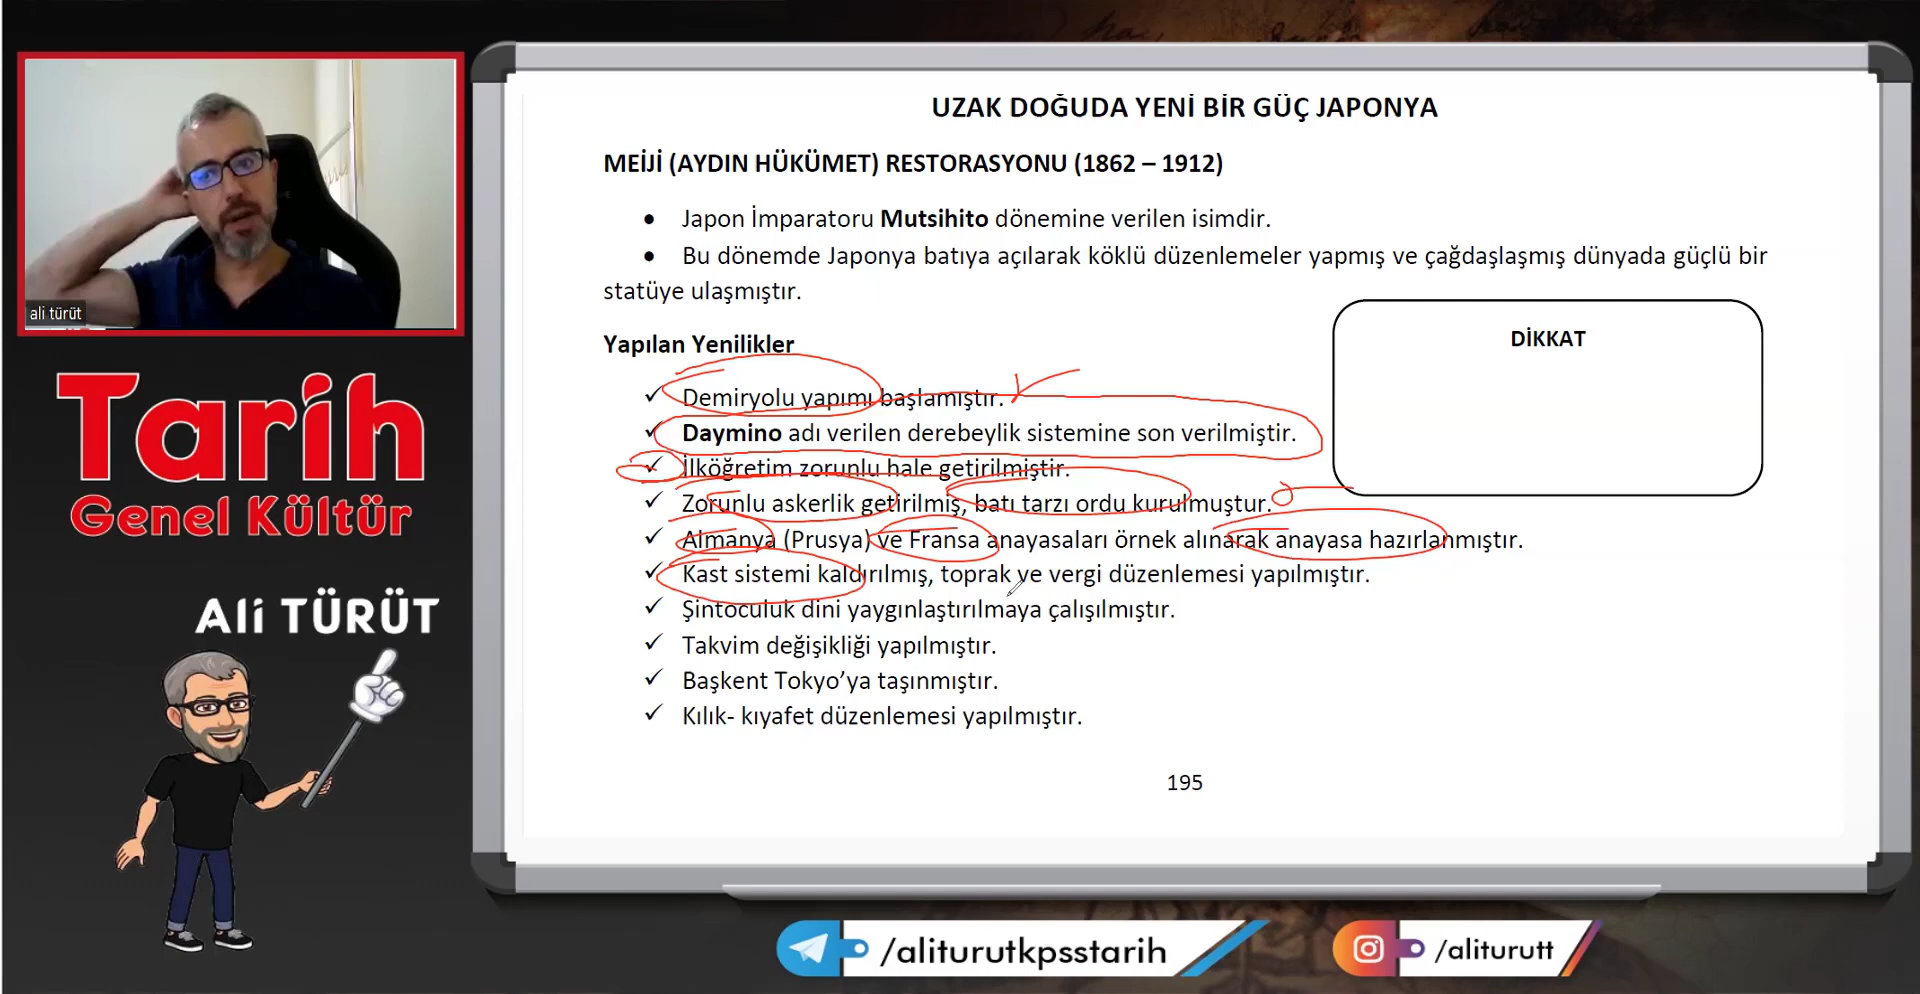 UZAK DOĞUDA YENİ BİR GÜÇ JAPONYA
MEİJİ (AYDIN HÜKÜMET) RESTORASYONU (1862 – 1912)
• Japon İmparatoru Mutsihito dönemine verilen isimdir.
• Bu dönemde Japonya batıya açılarak köklü düzenlemeler yapmış ve çağdaşlaşmış dünyada güçlü bir
statüye ulaşmıştır.
DİKKAT
Yapılan Yenilikler
✓ Demiryolu yapımı başlamıştır.
✓ Daymino adı verilen derebeylik sistemine son verilmiştir.
✓ İlköğretim zorunlu hale getirilmiştir.
✓ Zorunlu askerlik getirilmiş, batı tarzı ordu kurulmuştur.
✓ Almanya (Prusya) ve Fransa anayasaları örnek alınarak anayasa hazırlanmıştır.
✓ Kast sistemi kaldırılmış, toprak ve vergi düzenlemesi yapılmıştır.
✓ Şintoculuk dini yaygınlaştırılmaya çalışılmıştır.
✓ Takvim değişikliği yapılmıştır.
✓ Başkent Tokyo’ya taşınmıştır.
✓ Kılık- kıyafet düzenlemesi yapılmıştır.
195
ali türüt
Tarih
Genel Kültür
Ali TÜRÜT
/aliturutkpsstarih
/aliturutt